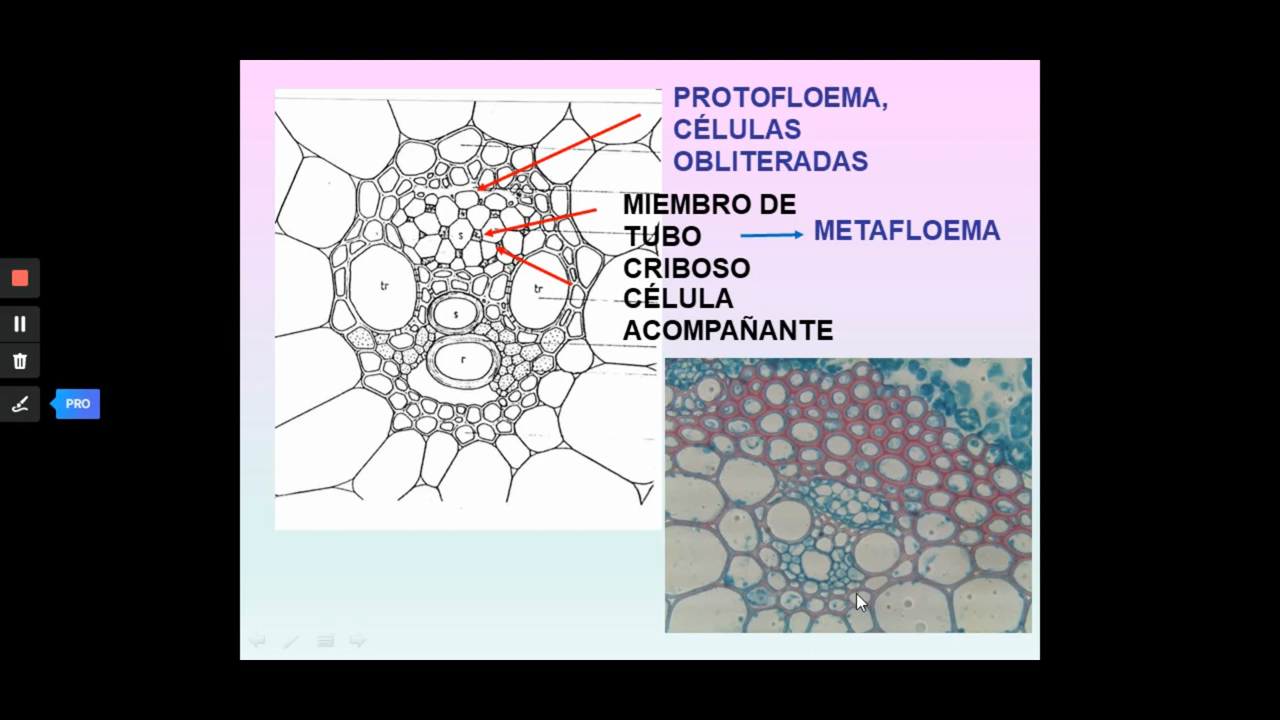 PROTOFLOEMA,
CÉLULAS
OBLITERADAS
MIEMBRO DE
TUBO
CRIBOSO
METAFLOEMA
CÉLULA
ACOMPAÑANTE
s
tr
tr
s
r
PRO